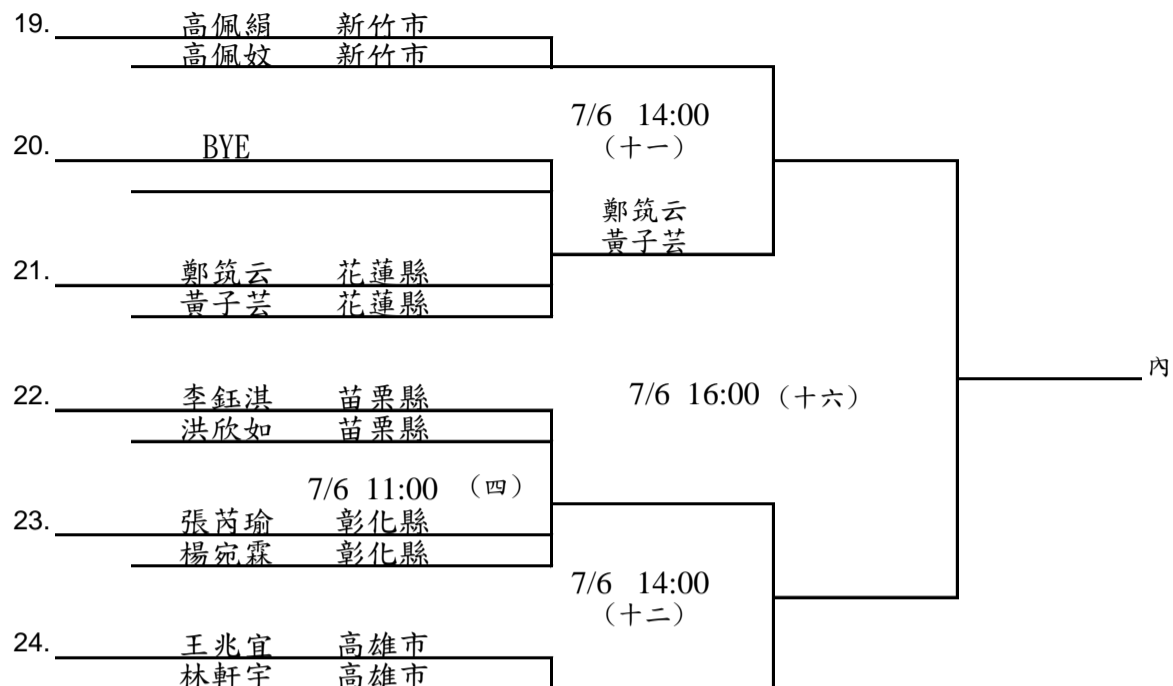 19. 高佩絹 新竹市
高佩妏 新竹市
7/6 14:00
（十一）
20. BYE
鄭筑云
黃子芸
21. 鄭筑云 花蓮縣
黃子芸 花蓮縣
內
22. 李鈺淇 苗栗縣
7/6 16:00 （十六）
洪欣如 苗栗縣
7/6 11:00 （四）
23. 張芮瑜 彰化縣
楊宛霖 彰化縣
7/6 14:00
（十二）
24. 王兆宜 高雄市
林軒宇 高雄市